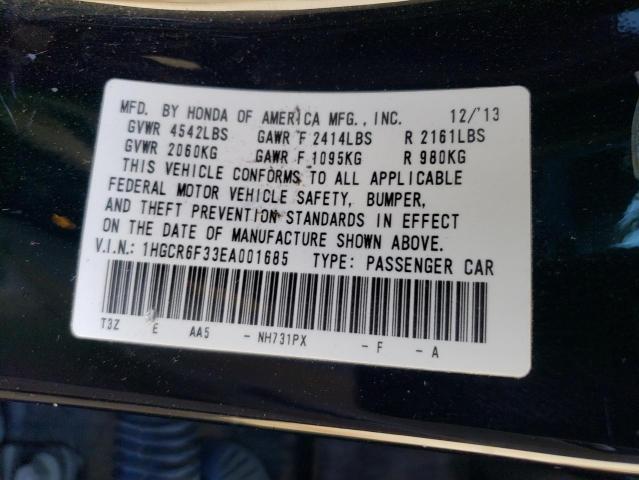 MFD. BY HONDA OF AMERICA MFG., INC. 12/'13
GVWR 4542LBS GAWR F 2414LBS R 2161LBS
GVWR 2060KG GAWR F 1095KG R 980KG
THIS VEHICLE CONFORMS TO ALL APPLICABLE
FEDERAL MOTOR VEHICLE SAFETY, BUMPER,
AND THEFT PREVENTION STANDARDS IN EFFECT
ON THE DATE OF MANUFACTURE SHOWN ABOVE.
V.I.N.: 1HGCR6F33EA001685 TYPE: PASSENGER CAR
T3Z E AA5 - NH731PX - F - A